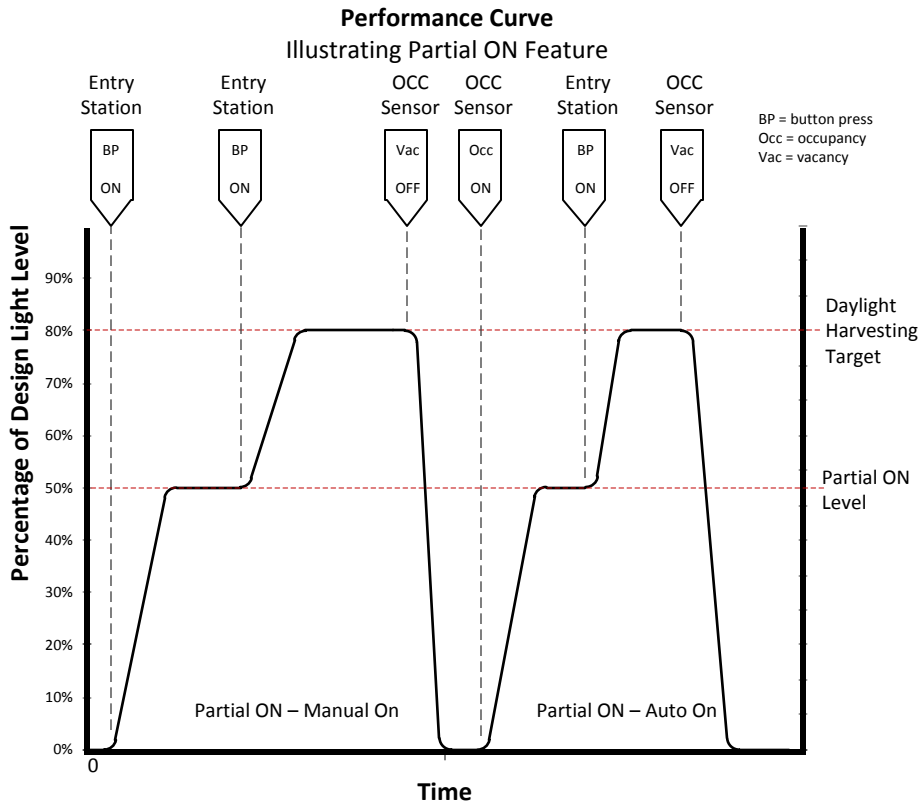 Performance Curve
Illustrating Partial ON Feature
Entry
Station
Entry
Station
OCC
Sensor
OCC
Sensor
Entry
Station
OCC
Sensor
BP
ON
BP
ON
Vac
OFF
Occ
ON
BP
ON
Vac
OFF
BP = button press
Occ = occupancy
Vac = vacancy
Percentage of Design Light Level
90%
80%
70%
60%
50%
40%
30%
20%
10%
0%
Daylight
Harvesting
Target
Partial ON
Level
Partial ON – Manual On
Partial ON – Auto On
0
Time